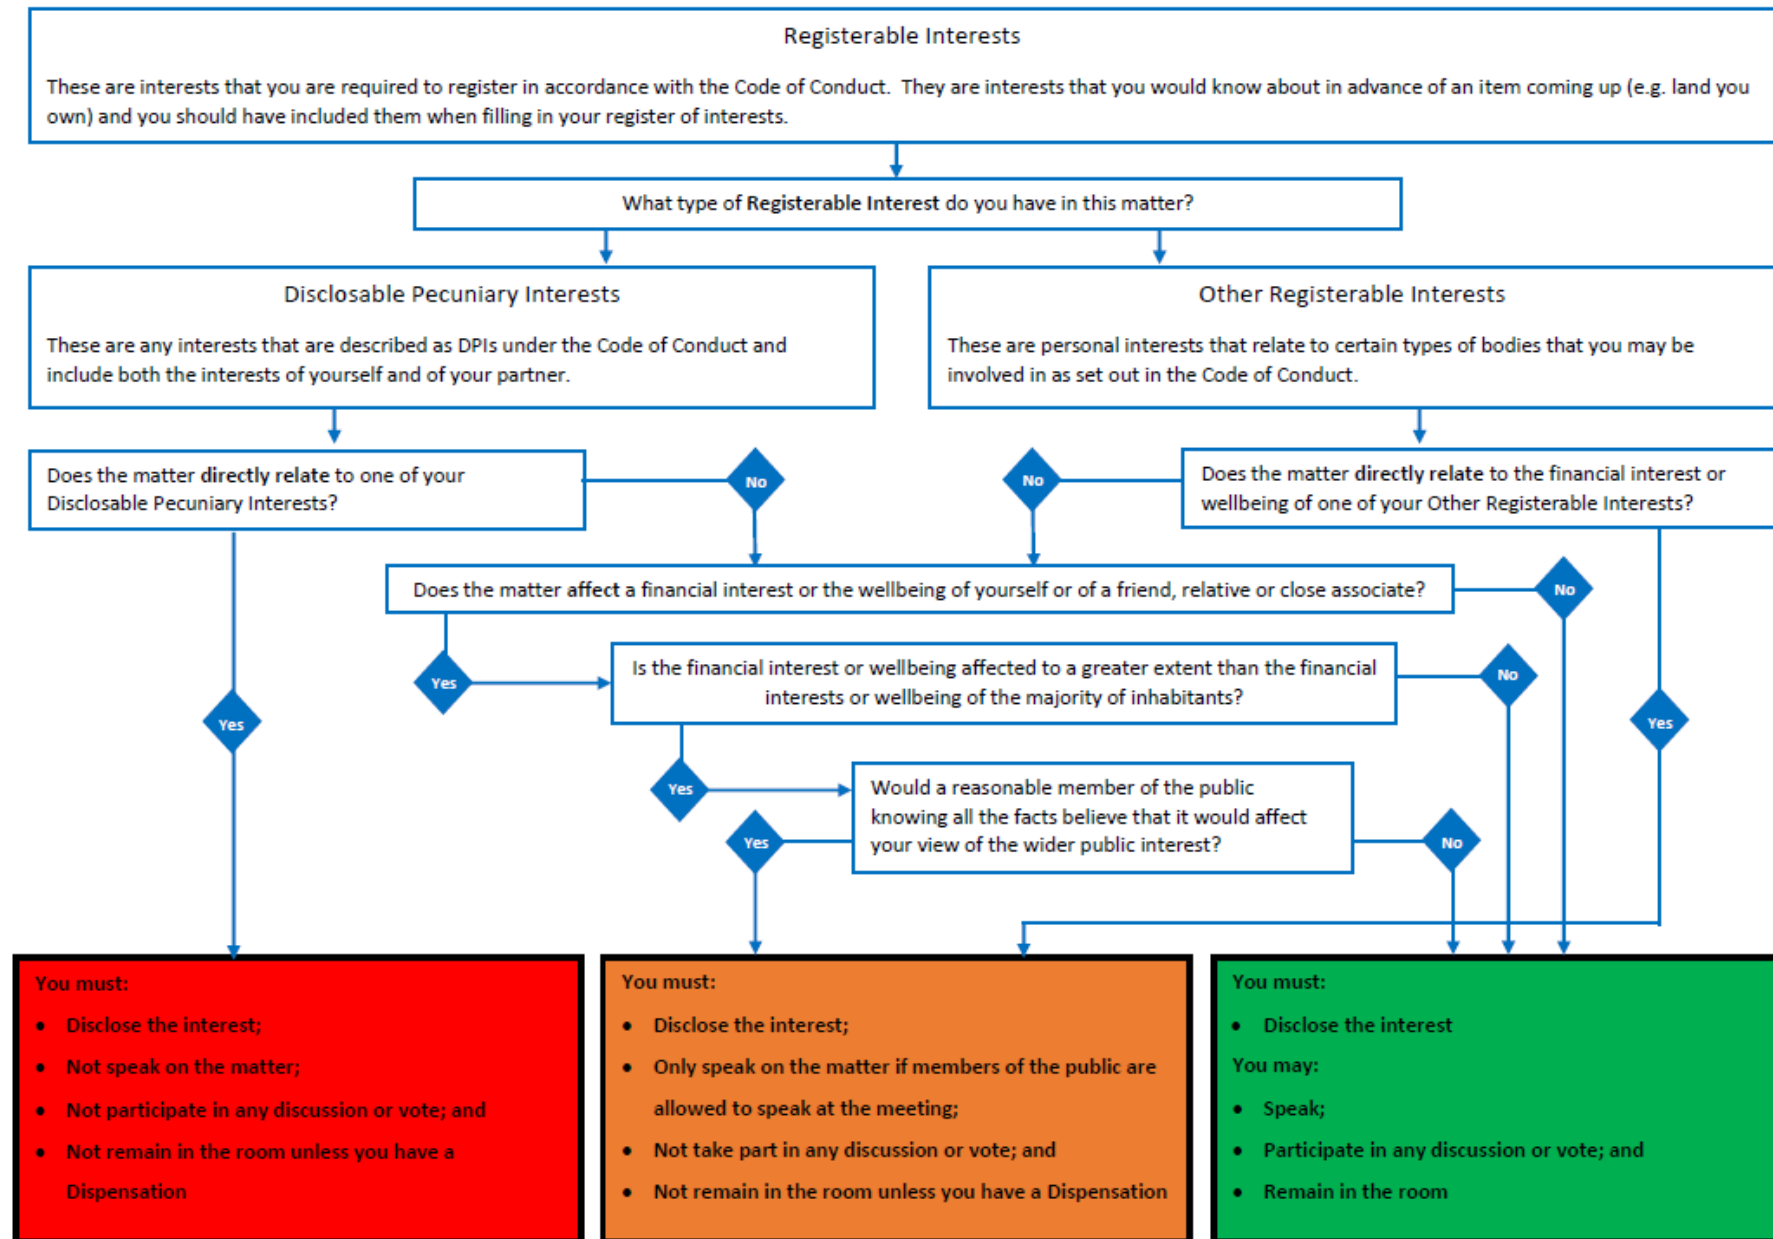 Registerable Interests
These are interests that you are required to register in accordance with the Code of Conduct.  They are interests that you would know about in advance of an item coming up (e.g. land you
own) and you should have included them when filling in your register of interests.
What type of Registerable Interest do you have in this matter?
Disclosable Pecuniary Interests
These are any interests that are described as DPIs under the Code of Conduct and
include both the interests of yourself and of your partner.
Other Registerable Interests
These are personal interests that relate to certain types of bodies that you may be
involved in as set out in the Code of Conduct.
Does the matter directly relate to one of your
Disclosable Pecuniary Interests?
No
No
Does the matter directly relate to the financial interest or
wellbeing of one of your Other Registerable Interests?
Does the matter affect a financial interest or the wellbeing of yourself or of a friend, relative or close associate?
No
Yes
Is the financial interest or wellbeing affected to a greater extent than the financial
interests or wellbeing of the majority of inhabitants?
No
Yes
Yes
Yes
Would a reasonable member of the public
knowing all the facts believe that it would affect
your view of the wider public interest?
Yes
No
You must:
• Disclose the interest;
• Not speak on the matter;
• Not participate in any discussion or vote; and
• Not remain in the room unless you have a
Dispensation
You must:
• Disclose the interest;
• Only speak on the matter if members of the public are
allowed to speak at the meeting;
• Not take part in any discussion or vote; and
• Not remain in the room unless you have a Dispensation
You must:
• Disclose the interest
You may:
• Speak;
• Participate in any discussion or vote; and
• Remain in the room